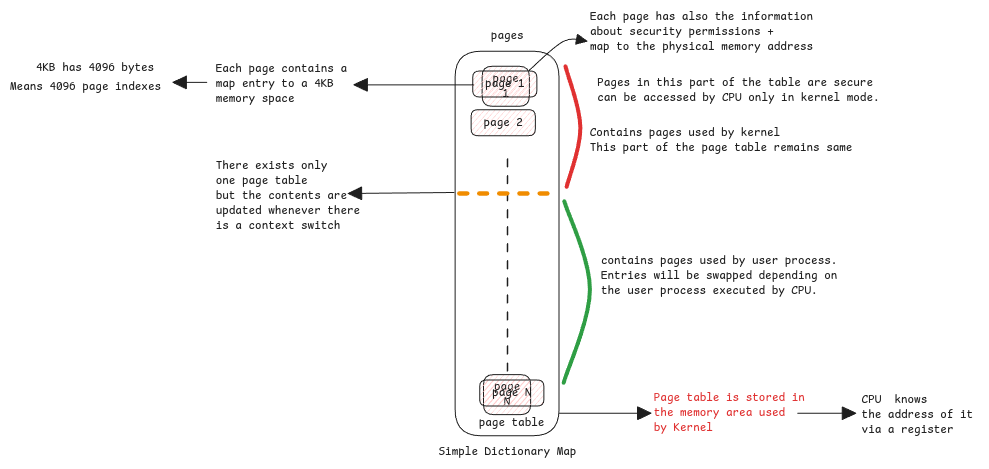 Each page has also the information
about security permissions +
map to the physical memory address
pages
4KB has 4096 bytes
Means 4096 page indexes
Each page contains a
map entry to a 4KB
memory space
page
1
page 1
page 2
Pages in this part of the table are secure
can be accessed by CPU only in kernel mode.
Contains pages used by kernel
This part of the page table remains same
There exists only
one page table
but the contents are
updated whenever there
is a context switch
contains pages used by user process.
Entries will be swapped depending on
the user process executed by CPU.
page
N
page N
page table
Page table is stored in
the memory area used
by Kernel
CPU knows
the address of it
via a register
Simple Dictionary Map